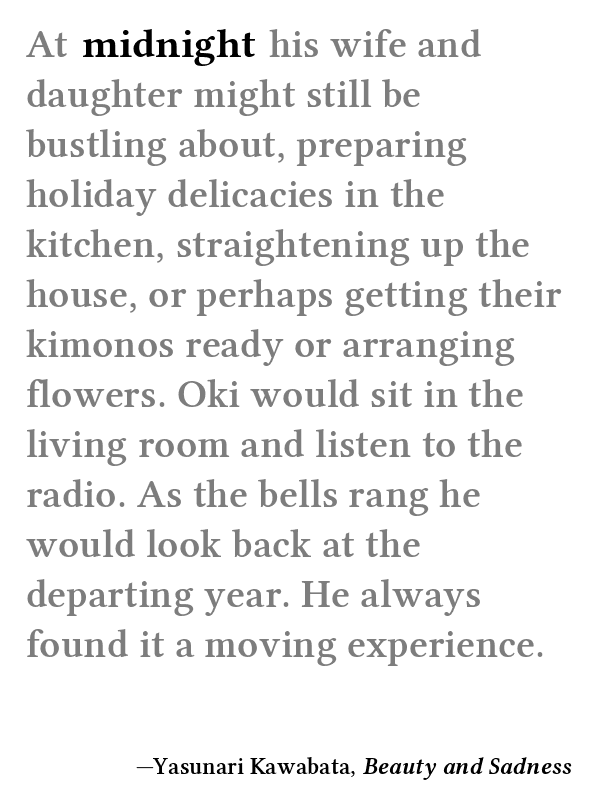 At midnight his wife and
daughter might still be
bustling about, preparing
holiday delicacies in the
kitchen, straightening up the
house, or perhaps getting their
kimonos ready or arranging
flowers. Oki would sit in the
living room and listen to the
radio. As the bells rang he
would look back at the
departing year. He always
found it a moving experience.
—Yasunari Kawabata, Beauty and Sadness